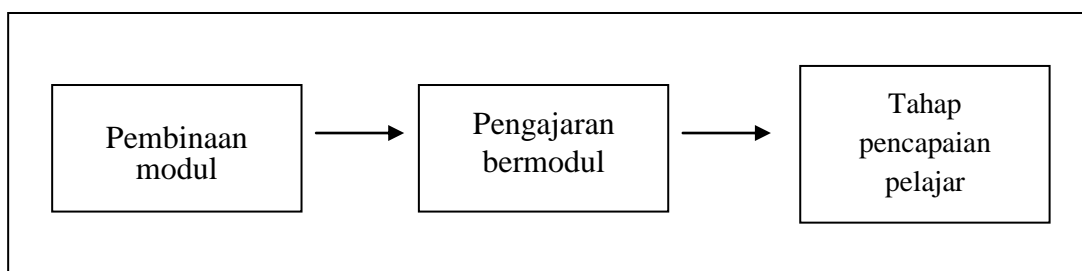 Pembinaan
modul
Pengajaran
bermodul
Tahap
pencapaian
pelajar